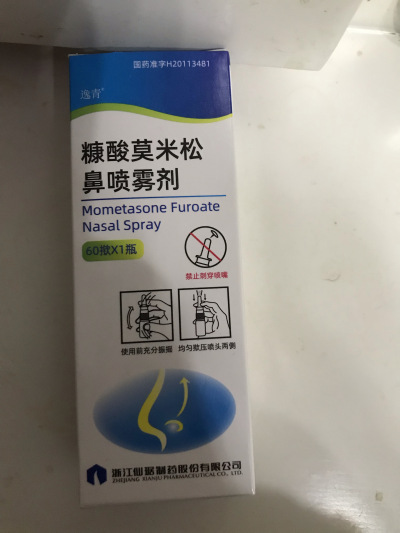 国药准字H20113481
逸青®
糠酸莫米松
鼻喷雾剂
Mometasone Furoate
Nasal Spray
60揿X1瓶
禁止刺穿喷嘴
使用前充分振摇
均匀揿压喷头两侧
浙江仙琚制药股份有限公司
ZHEJIANG XIANJU PHARMACEUTICAL CO., LTD.